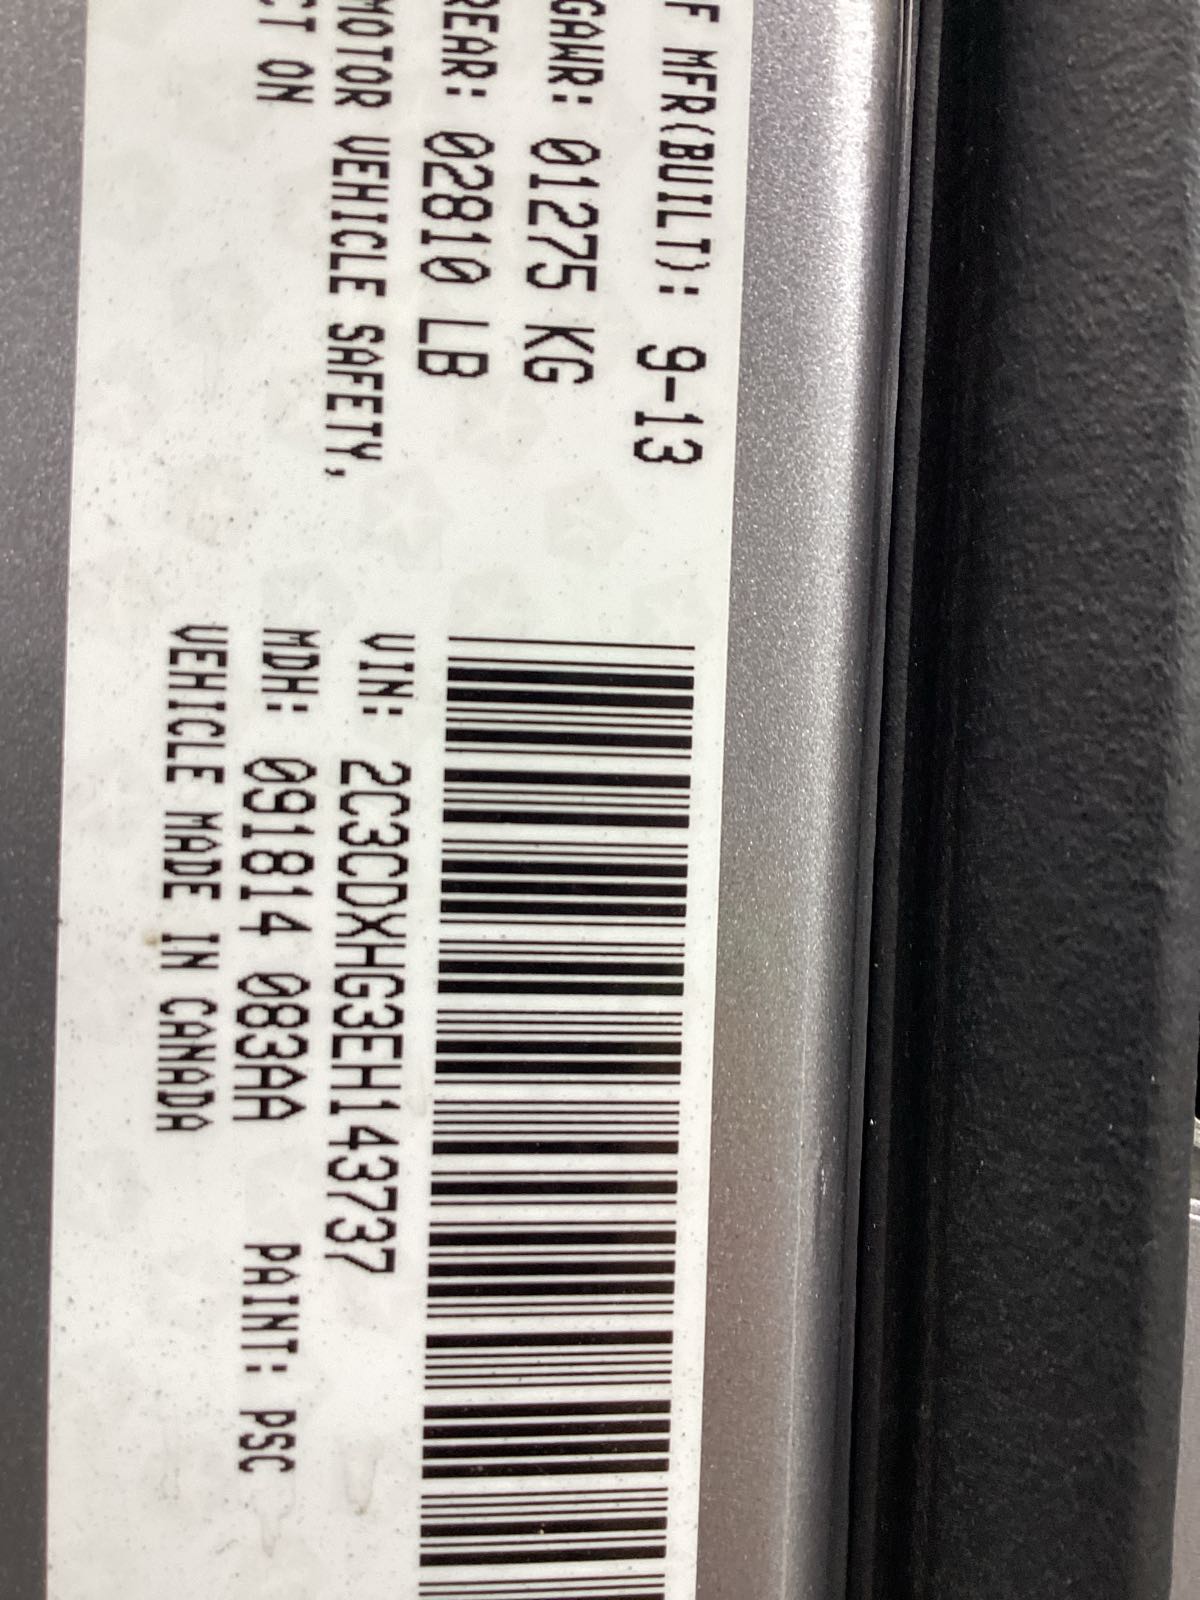 F MFR(BUILT): 9-13
GAWR: 01275 KG
REAR: 02810 LB
MOTOR VEHICLE SAFETY,
CT ON
VIN: 2C3CDXHG3EH143737
MDH: 091814 083AA PAINT: PSC
VEHICLE MADE IN CANADA